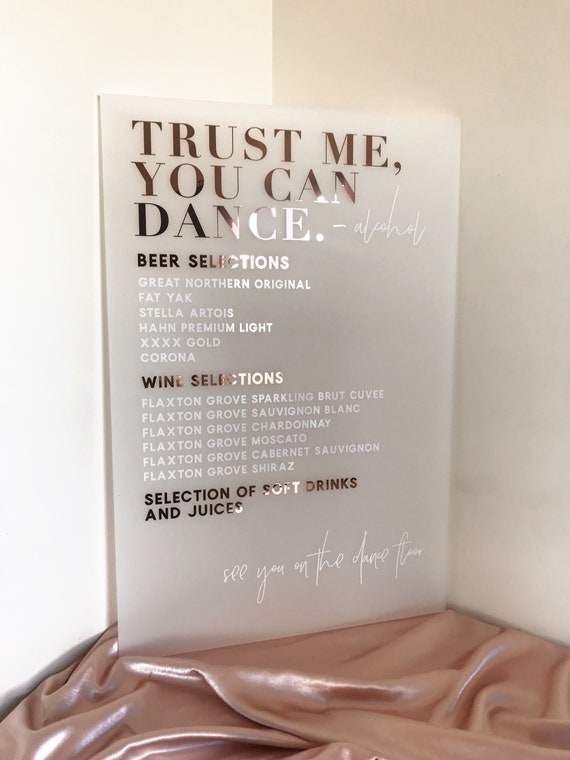 TRUST ME,
YOU CAN
DANCE. - alcohol
BEER SELECTIONS
GREAT NORTHERN ORIGINAL
FAT YAK
STELLA ARTOIS
HAHN PREMIUM LIGHT
XXXX GOLD
CORONA
WINE SELECTIONS
FLAXTON GROVE SPARKLING BRUT CUVEE
FLAXTON GROVE SAUVIGNON BLANC
FLAXTON GROVE CHARDONNAY
FLAXTON GROVE MOSCATO
FLAXTON GROVE CABERNET SAUVIGNON
FLAXTON GROVE SHIRAZ
SELECTION OF SOFT DRINKS
AND JUICES
see you on the dance floor.